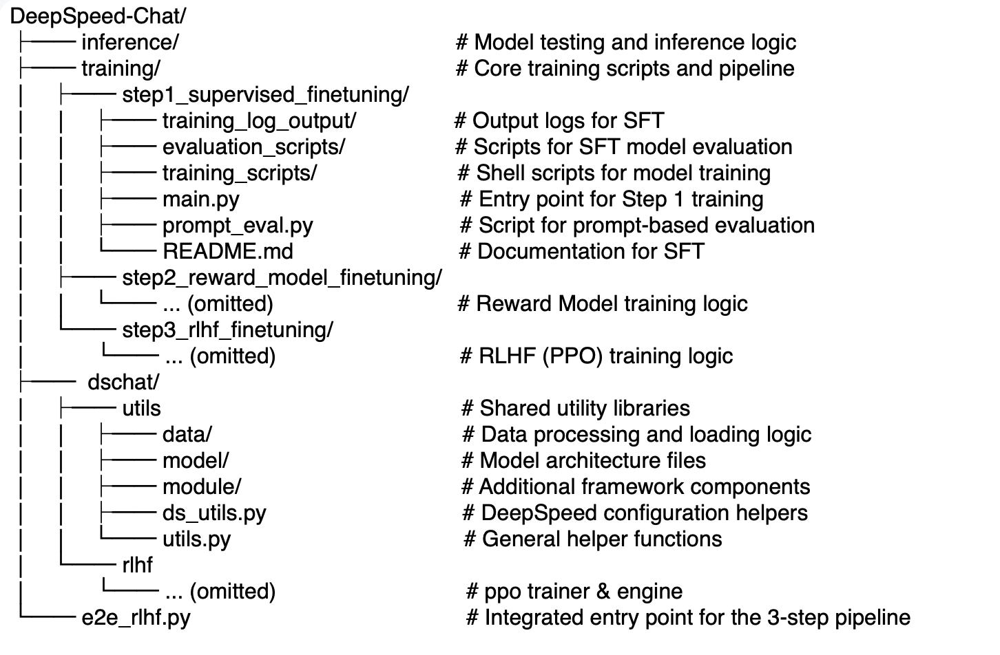 DeepSpeed-Chat/
├── inference/ # Model testing and inference logic
├── training/ # Core training scripts and pipeline
│ ├── step1_supervised_finetuning/
│ │ ├── training_log_output/ # Output logs for SFT
│ │ ├── evaluation_scripts/ # Scripts for SFT model evaluation
│ │ ├── training_scripts/ # Shell scripts for model training
│ │ ├── main.py # Entry point for Step 1 training
│ │ ├── prompt_eval.py # Script for prompt-based evaluation
│ │ └── README.md # Documentation for SFT
│ ├── step2_reward_model_finetuning/
│ │ └── ... (omitted) # Reward Model training logic
│ └── step3_rlhf_finetuning/
│ └── ... (omitted) # RLHF (PPO) training logic
├── dschat/
│ ├── utils # Shared utility libraries
│ │ ├── data/ # Data processing and loading logic
│ │ ├── model/ # Model architecture files
│ │ ├── module/ # Additional framework components
│ │ ├── ds_utils.py # DeepSpeed configuration helpers
│ │ └── utils.py # General helper functions
│ └── rlhf
│ └── ... (omitted) # ppo trainer & engine
└── e2e_rlhf.py # Integrated entry point for the 3-step pipeline